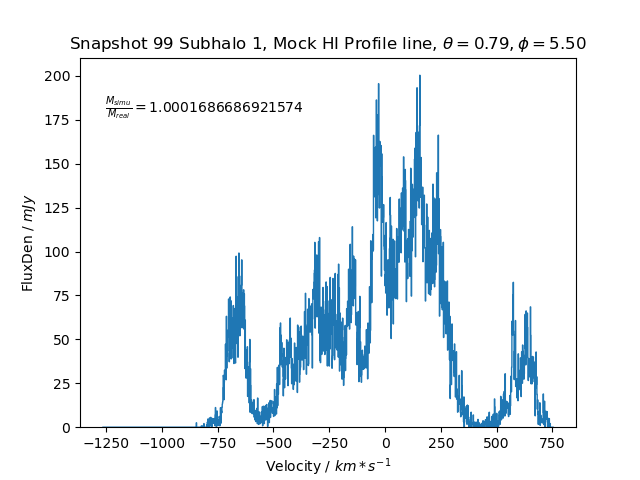 Snapshot 99 Subhalo 1, Mock HI Profile line, θ = 0.79, ϕ = 5.50
M_simu / M_real = 1.0001686686921574
FluxDen / mJy
200
175
150
125
100
75
50
25
0
−1250 −1000 −750 −500 −250 0 250 500 750
Velocity / km * s⁻¹